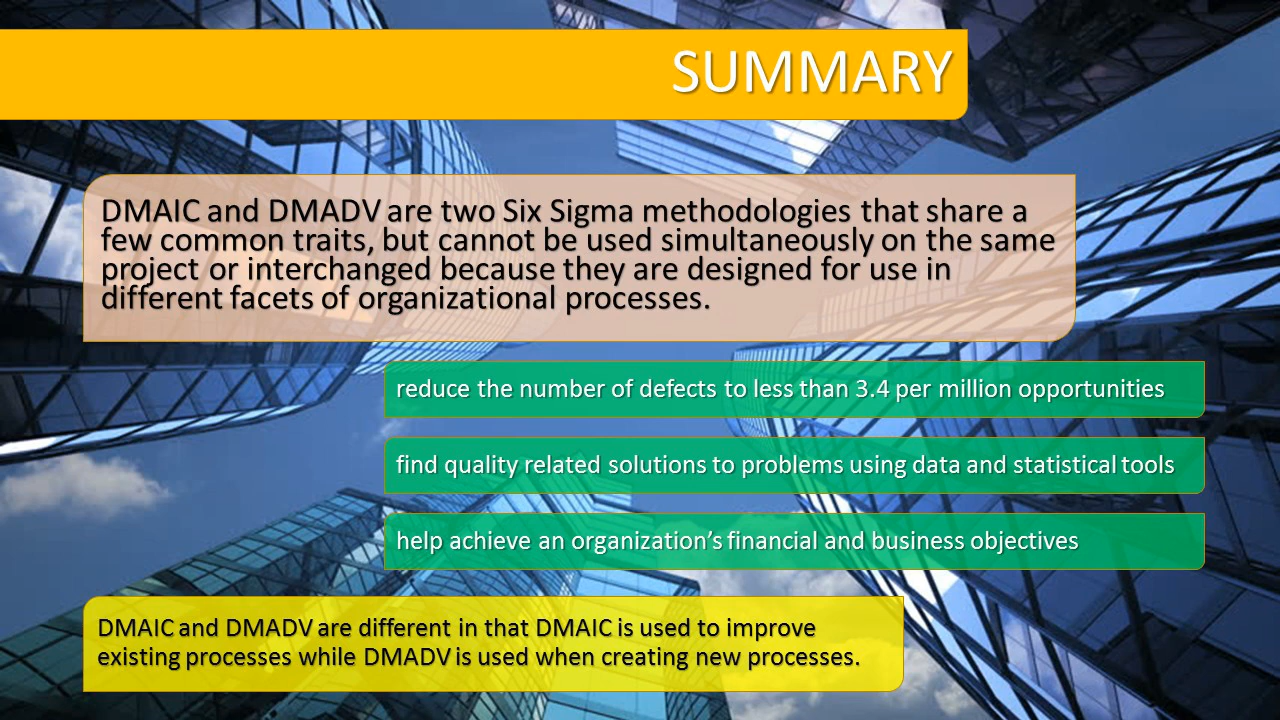 SUMMARY
DMAIC and DMADV are two Six Sigma methodologies that share a
few common traits, but cannot be used simultaneously on the same
project or interchanged because they are designed for use in
different facets of organizational processes.
reduce the number of defects to less than 3.4 per million opportunities
find quality related solutions to problems using data and statistical tools
help achieve an organization’s financial and business objectives
DMAIC and DMADV are different in that DMAIC is used to improve
existing processes while DMADV is used when creating new processes.